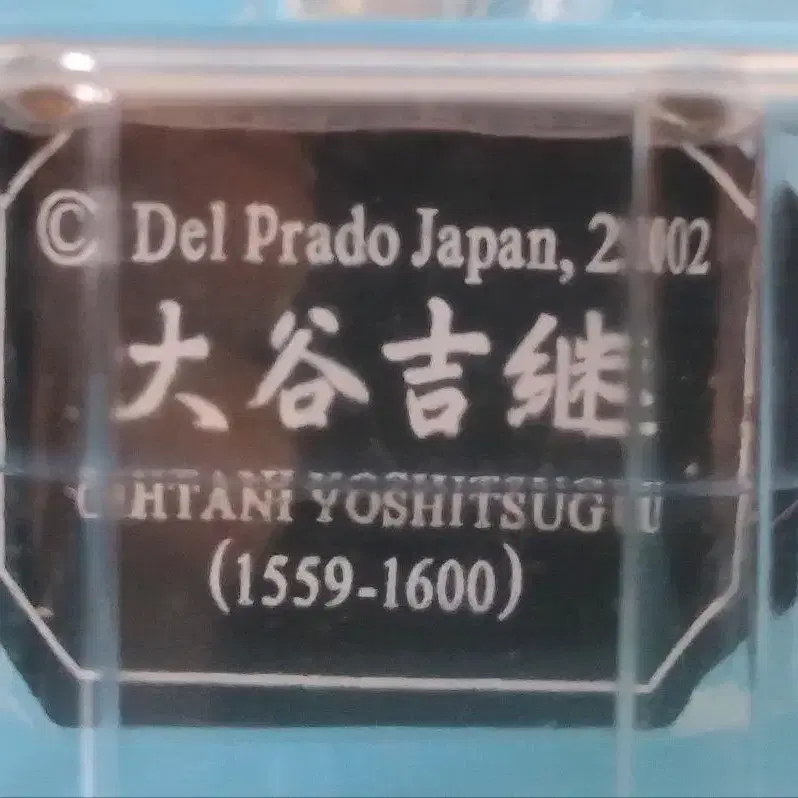 © Del Prado Japan, 2002
大谷吉継
OHTANI YOSHITSUGU
(1559-1600)